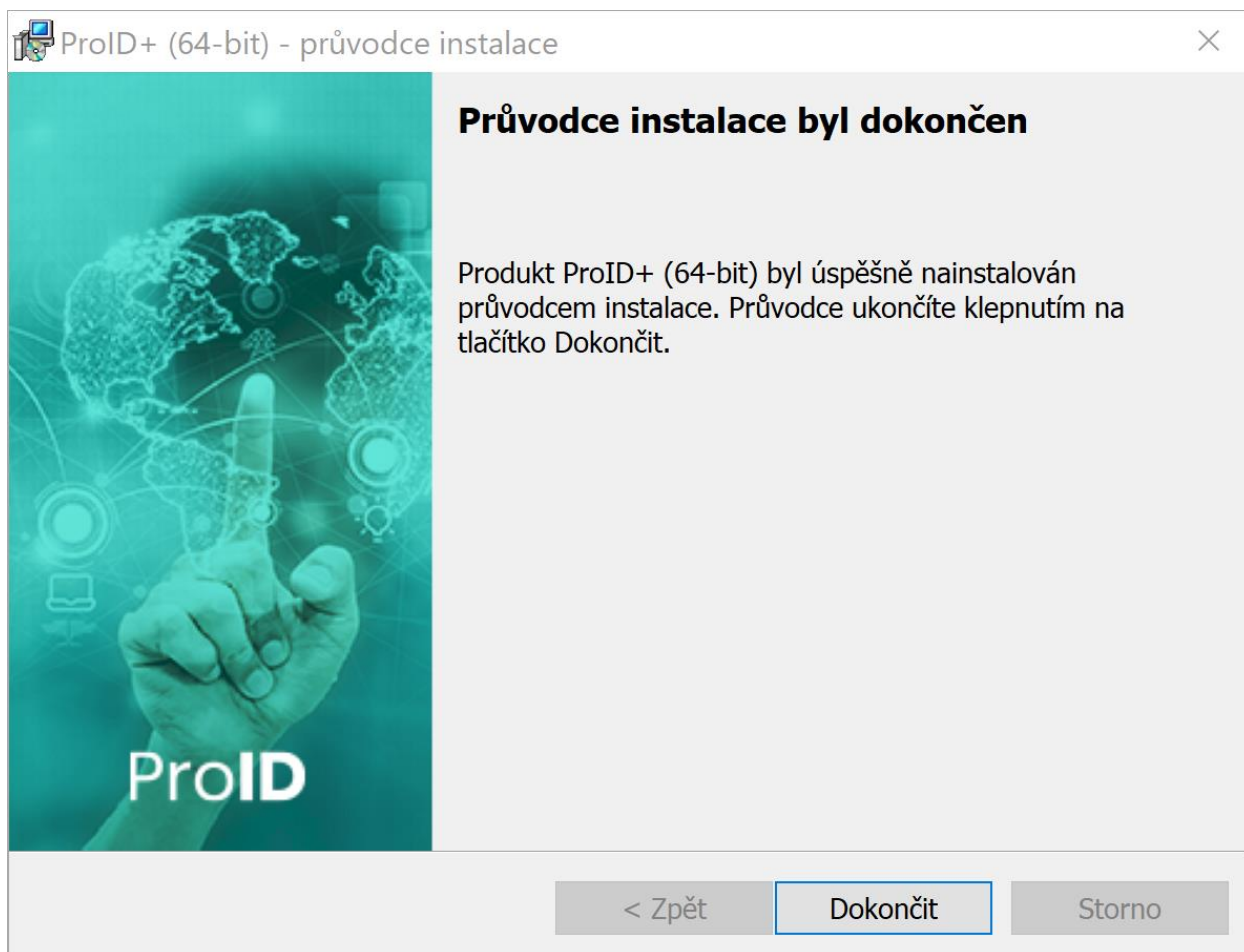 ProID+ (64-bit) - průvodce instalace
Průvodce instalace byl dokončen
Produkt ProID+ (64-bit) byl úspěšně nainstalován
průvodcem instalace. Průvodce ukončíte klepnutím na
tlačítko Dokončit.
ProID
< Zpět
Dokončit
Storno